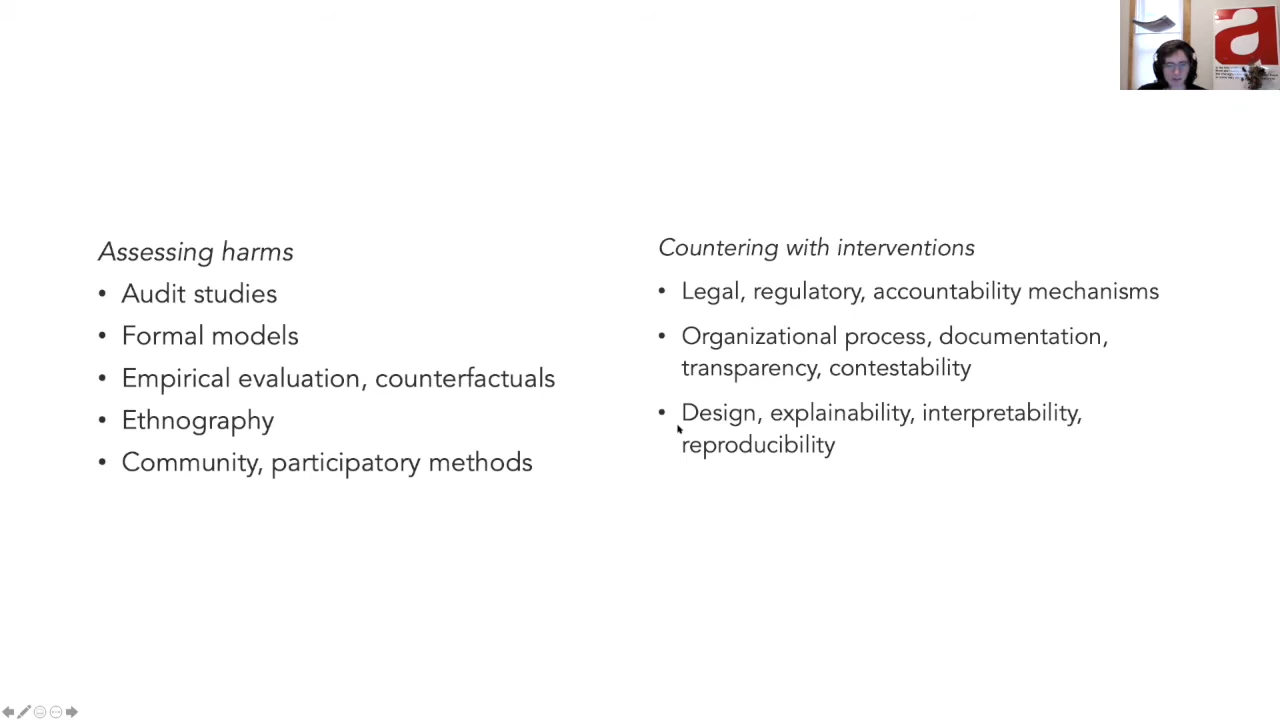 Assessing harms
• Audit studies
• Formal models
• Empirical evaluation, counterfactuals
• Ethnography
• Community, participatory methods
Countering with interventions
• Legal, regulatory, accountability mechanisms
• Organizational process, documentation,
transparency, contestability
• Design, explainability, interpretability,
reproducibility
a